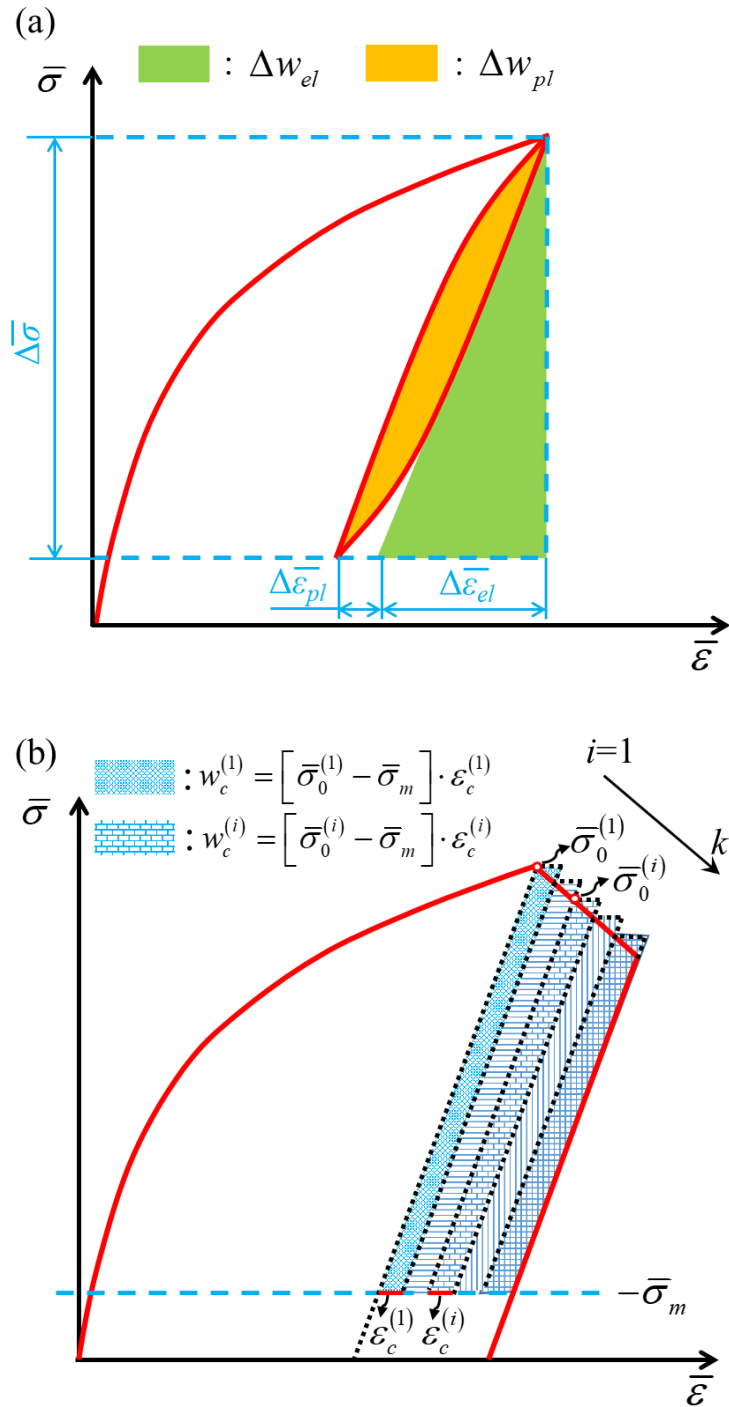 (a)
: Δw_el : Δw_pl
σ̅
Δ̅σ̅
Δε̅_pl Δε̅_el
ε̅
(b)
: w_c^(1) = [σ̅_0^(1) − σ̅_m] · ε_c^(1)
i=1
σ̅
: w_c^(i) = [σ̅_0^(i) − σ̅_m] · ε_c^(i)
k
σ̅_0^(1)
σ̅_0^(i)
−σ̅_m
ε_c^(1) ε_c^(i)
ε̅